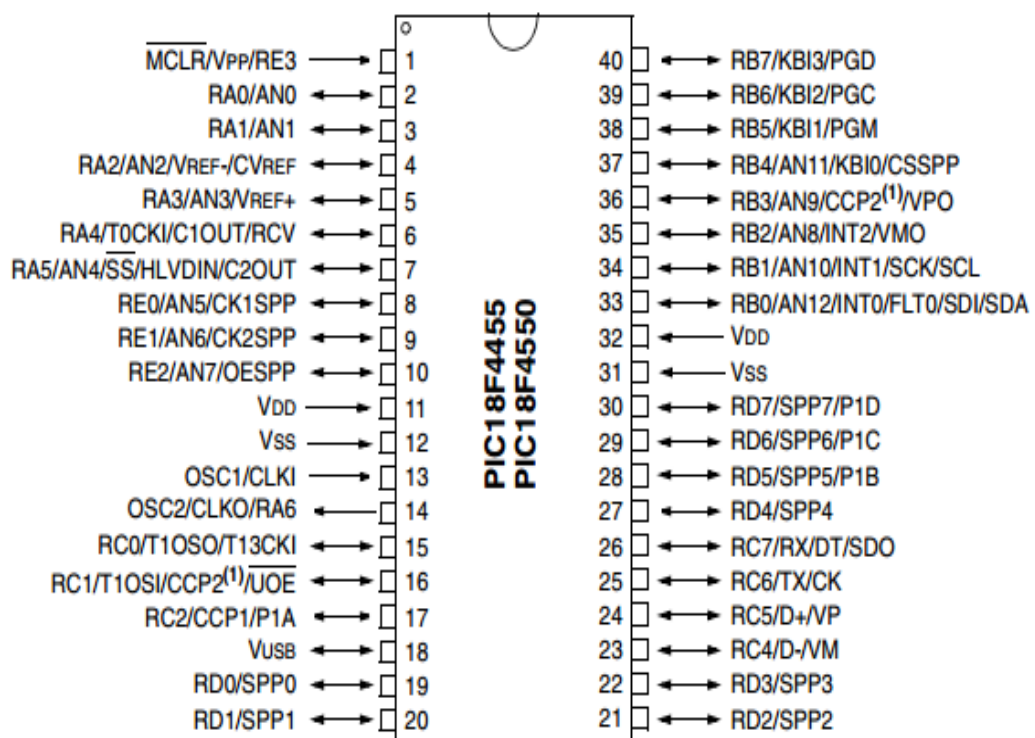 MCLR/VPP/RE3 1 40 RB7/KBI3/PGD
RA0/AN0 2 39 RB6/KBI2/PGC
RA1/AN1 3 38 RB5/KBI1/PGM
RA2/AN2/VREF-/CVREF 4 37 RB4/AN11/KBI0/CSSPP
RA3/AN3/VREF+ 5 36 RB3/AN9/CCP2(1)/VPO
RA4/T0CKI/C1OUT/RCV 6 35 RB2/AN8/INT2/VMO
RA5/AN4/SS/HLVDIN/C2OUT 7 34 RB1/AN10/INT1/SCK/SCL
RE0/AN5/CK1SPP 8 33 RB0/AN12/INT0/FLT0/SDI/SDA
RE1/AN6/CK2SPP 9 32 VDD
RE2/AN7/OESPP 10 31 VSS
VDD 11 30 RD7/SPP7/P1D
VSS 12 29 RD6/SPP6/P1C
OSC1/CLKI 13 28 RD5/SPP5/P1B
OSC2/CLKO/RA6 14 27 RD4/SPP4
RC0/T1OSO/T13CKI 15 26 RC7/RX/DT/SDO
RC1/T1OSI/CCP2(1)/UOE 16 25 RC6/TX/CK
RC2/CCP1/P1A 17 24 RC5/D+/VP
VUSB 18 23 RC4/D-/VM
RD0/SPP0 19 22 RD3/SPP3
RD1/SPP1 20 21 RD2/SPP2
PIC18F4455
PIC18F4550